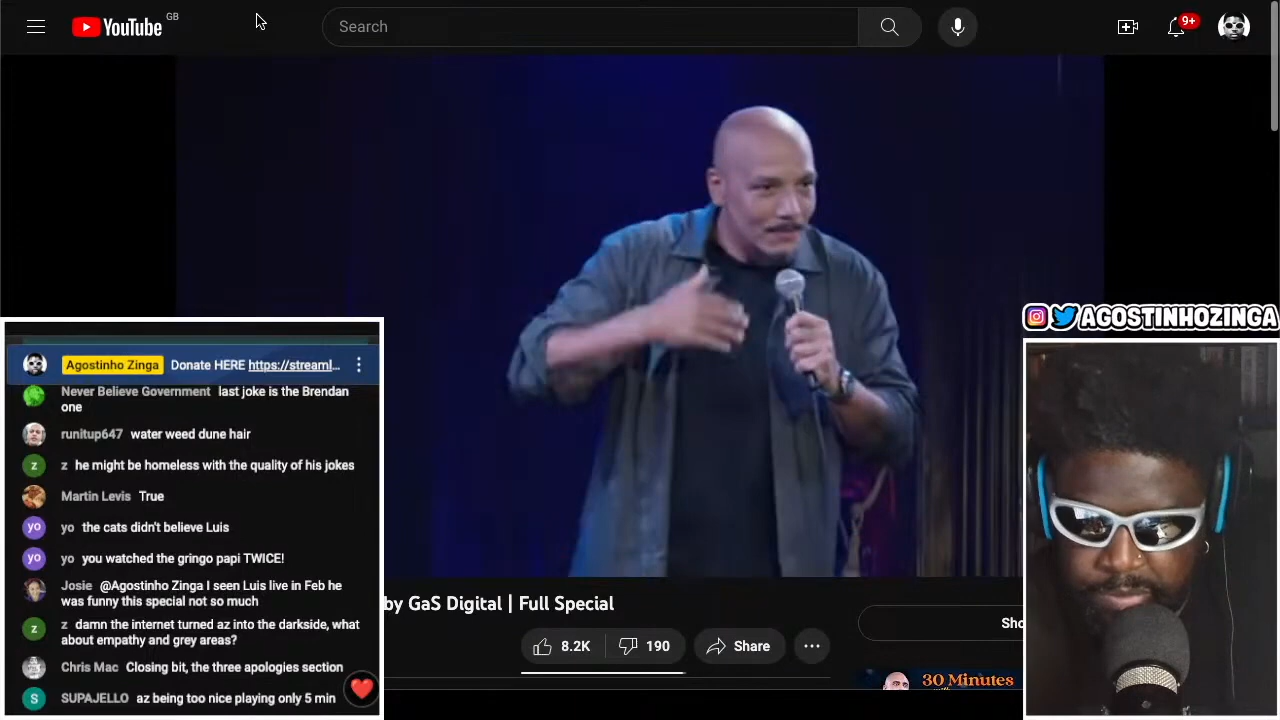 YouTube GB
Search
9+
AGOSTINHOZINGA
Agostinho Zinga Donate HERE https://streaml...
Never Believe Government last joke is the Brendan
one
runitup647 water weed dune hair
z z he might be homeless with the quality of his jokes
Martin Levis True
yo yo the cats didn't believe Luis
yo yo you watched the gringo papi TWICE!
Josie @Agostinho Zinga I seen Luis live in Feb he
was funny this special not so much
z z damn the internet turned az into the darkside, what
about empathy and grey areas?
Chris Mac Closing bit, the three apologies section
S SUPAJELLO az being too nice playing only 5 min
by GaS Digital | Full Special
8.2K 190 Share
Sho
30 Minutes